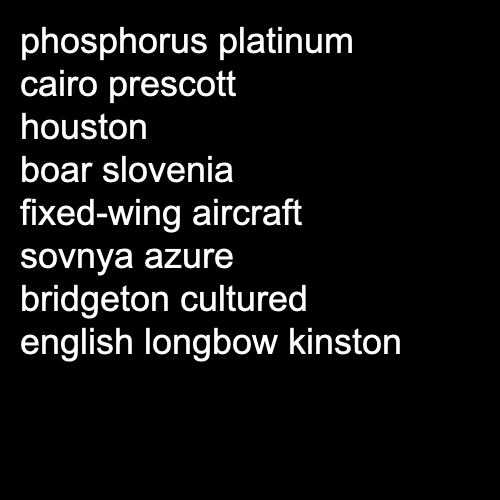 phosphorus platinum
cairo prescott
houston
boar slovenia
fixed-wing aircraft
sovnya azure
bridgeton cultured
english longbow kinston